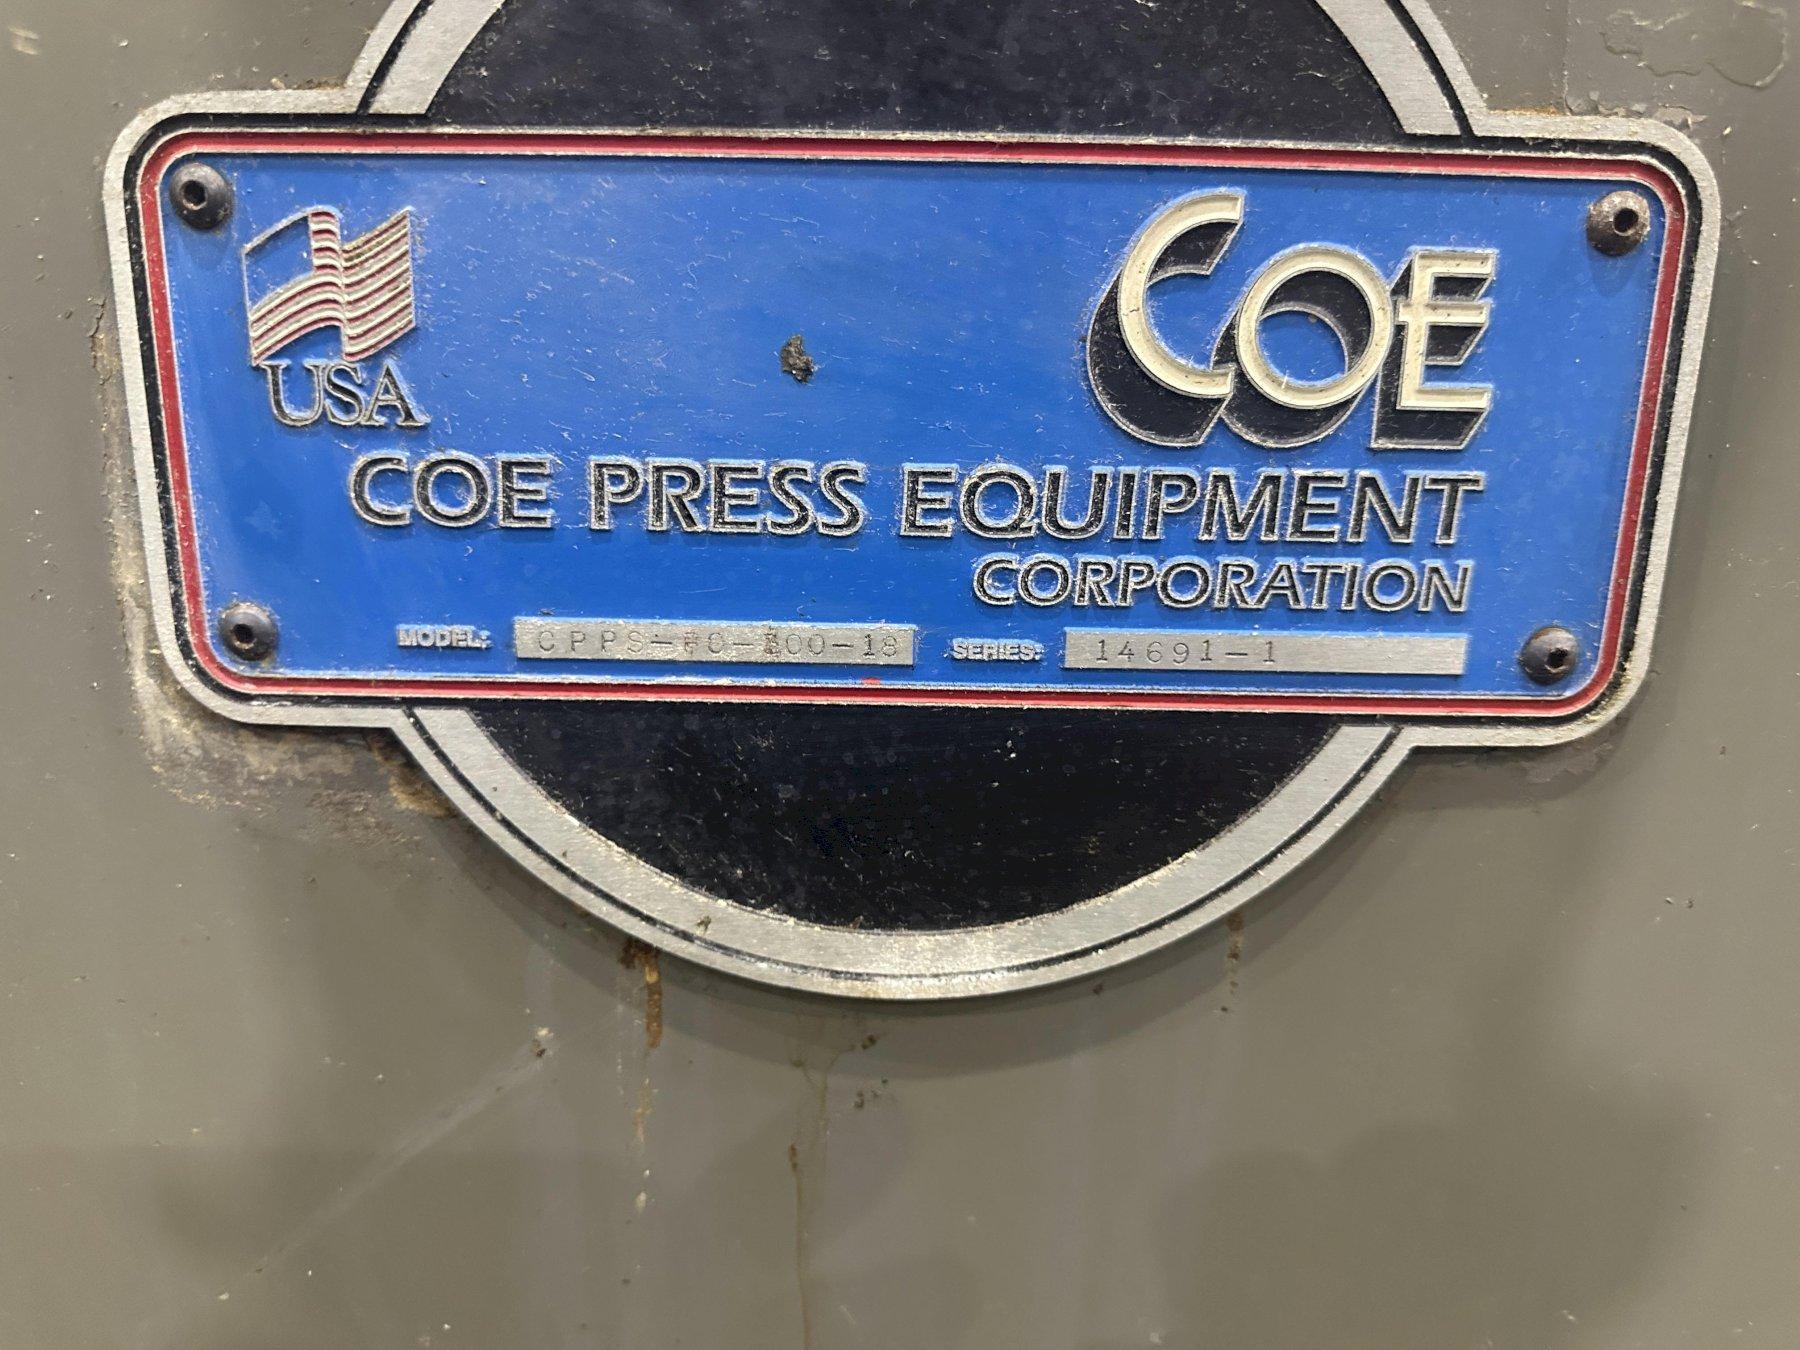 COE
USA
COE PRESS EQUIPMENT
CORPORATION
MODEL: SERIES: 14691-1